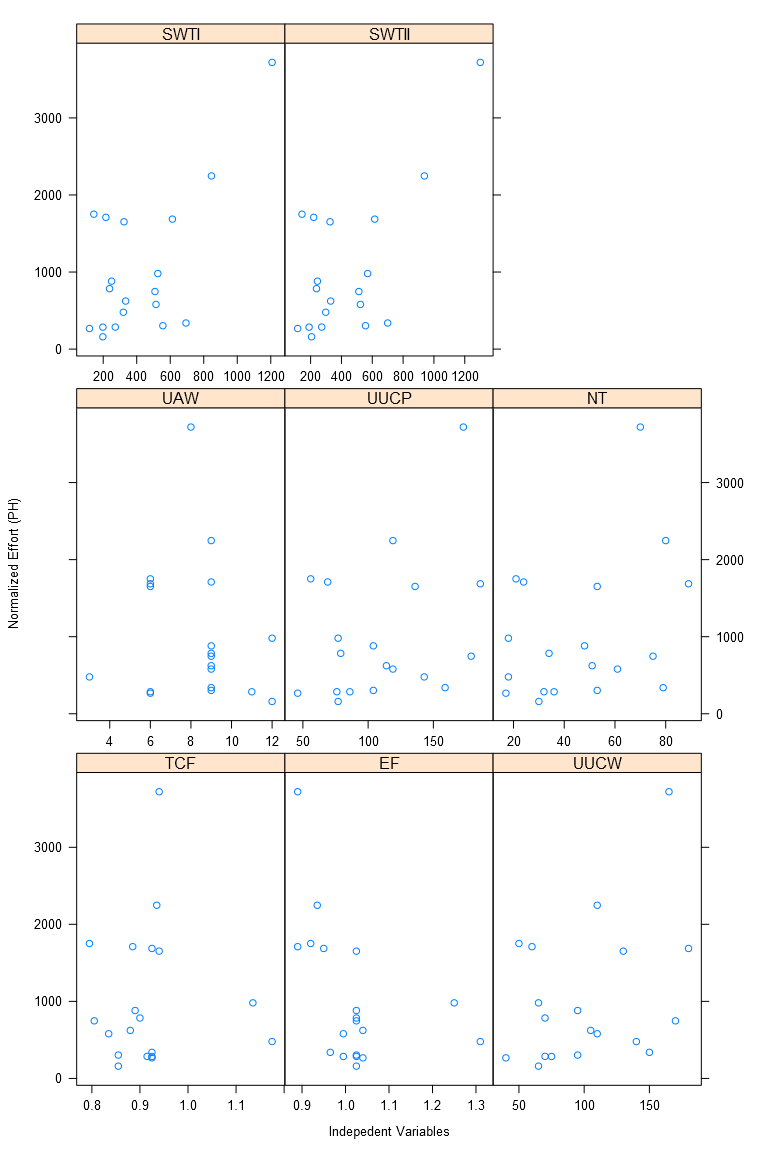 SWTI SWTII
3000
2000
1000
0
200 400 600 800 1000 1200 200 400 600 800 1000 1200
UAW UUCP NT
3000
2000
1000
0
4 6 8 10 12 50 100 150 20 40 60 80
Normalized Effort (PH)
TCF EF UUCW
3000
2000
1000
0
0.8 0.9 1.0 1.1 0.9 1.0 1.1 1.2 1.3 50 100 150
Indepedent Variables